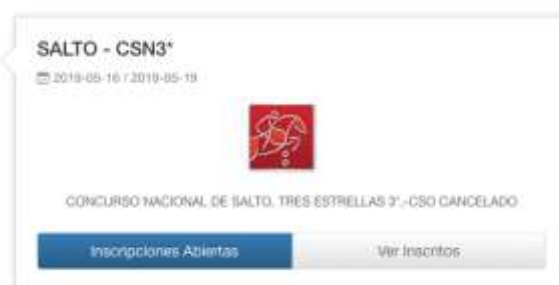 SALTO - CSN3*
2019-05-16 / 2019-05-19
CONCURSO NACIONAL DE SALTO, TRES ESTRELLAS 3*.-CSO CANCELADO
Inscripciones Abiertas
Ver Inscritos